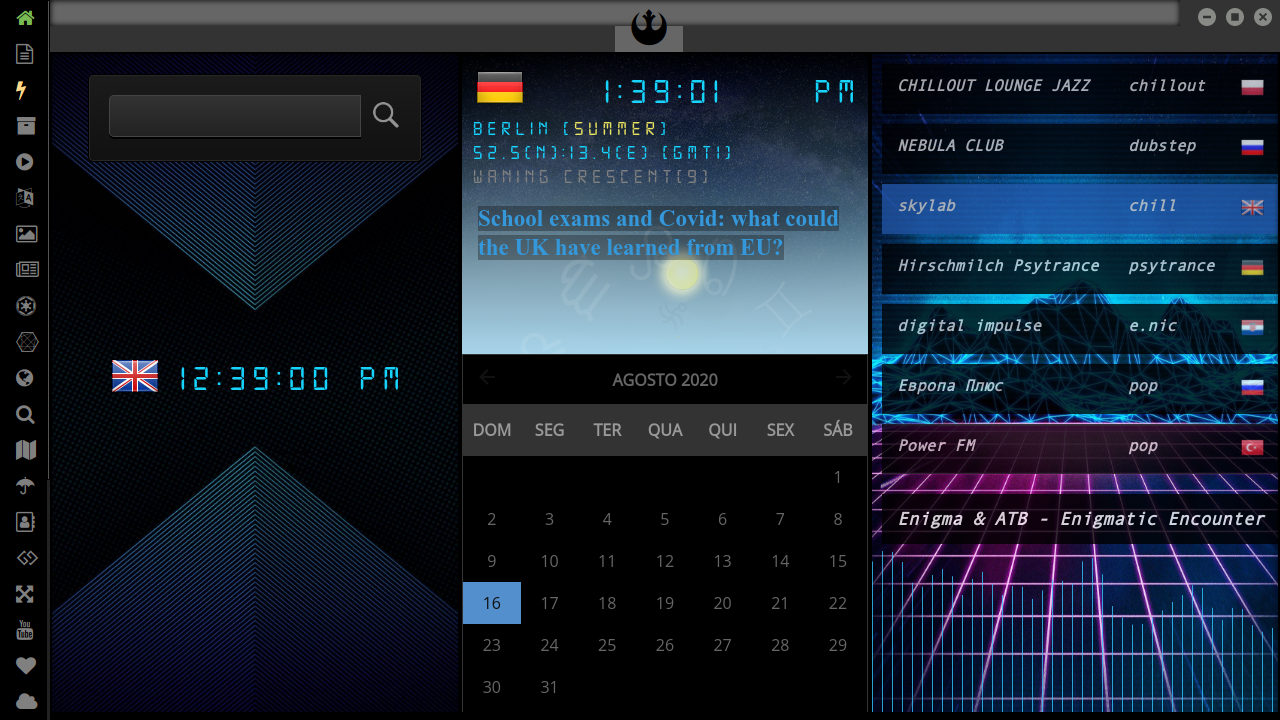 12:39:00 PM
1:39:01 PM
BERLIN (SUMMER)
52.5(N):13.4(E) (GMT1)
WANING CRESCENT(9)
School exams and Covid: what could
the UK have learned from EU?
AGOSTO 2020
DOM SEG TER QUA QUI SEX SÁB
1
2 3 4 5 6 7 8
9 10 11 12 13 14 15
16 17 18 19 20 21 22
23 24 25 26 27 28 29
30 31
CHILLOUT LOUNGE JAZZ chillout
NEBULA CLUB dubstep
skylab chill
Hirschmilch Psytrance psytrance
digital impulse e.nic
Европа Плюс pop
Power FM pop
Enigma & ATB - Enigmatic Encounter
You
Tube